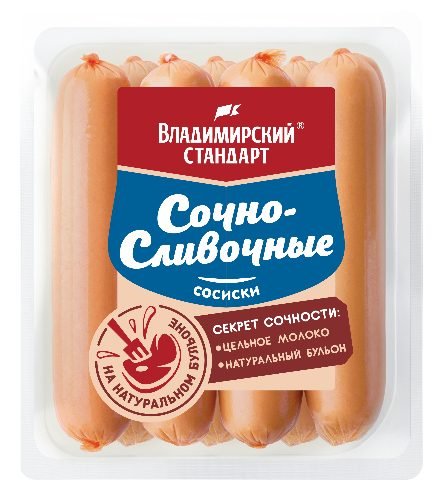 Владимирский®
стандарт
Сочно-
Сливочные
сосиски
Секрет сочности:
•цельное молоко
•натуральный бульон
на натуральном бульоне